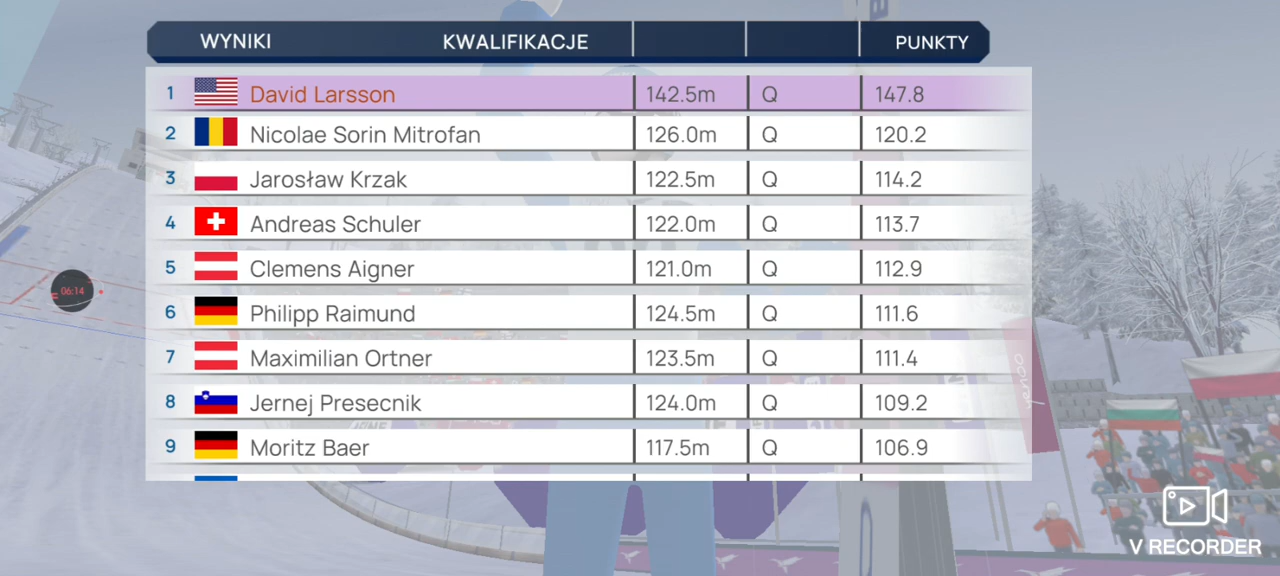 WYNIKI KWALIFIKACJE PUNKTY
1 David Larsson 142.5m Q 147.8
2 Nicolae Sorin Mitrofan 126.0m Q 120.2
3 Jarosław Krzak 122.5m Q 114.2
4 Andreas Schuler 122.0m Q 113.7
5 Clemens Aigner 121.0m Q 112.9
06:14
6 Philipp Raimund 124.5m Q 111.6
7 Maximilian Ortner 123.5m Q 111.4
8 Jernej Presecnik 124.0m Q 109.2
9 Moritz Baer 117.5m Q 106.9
V RECORDER